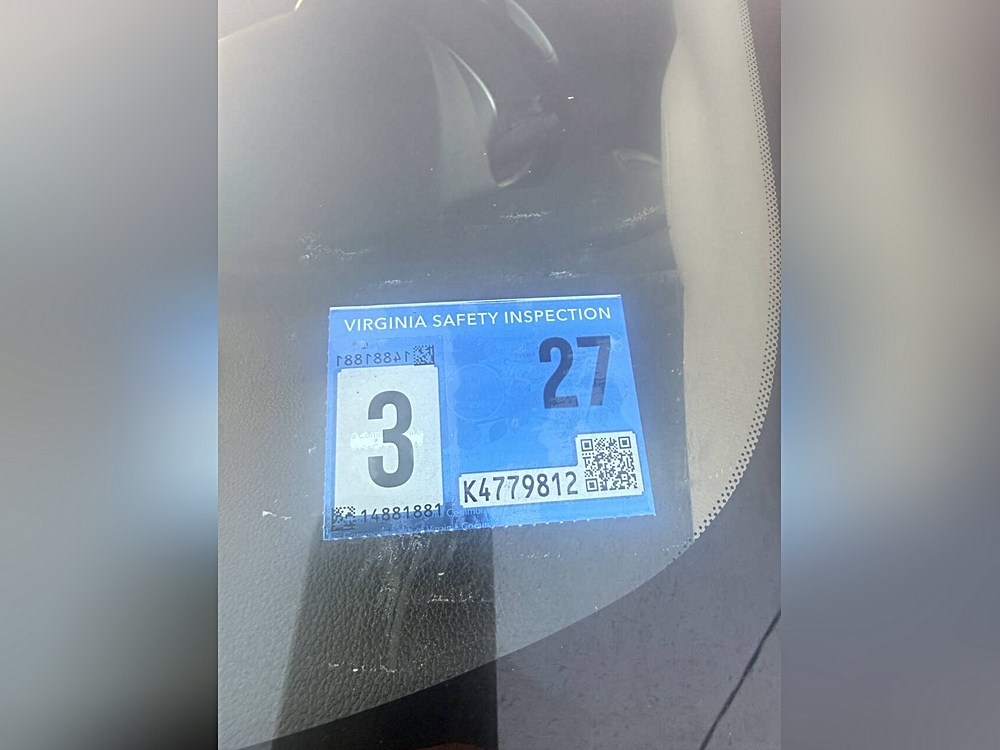 VIRGINIA SAFETY INSPECTION
14881881
27
3
K4779812
14881881